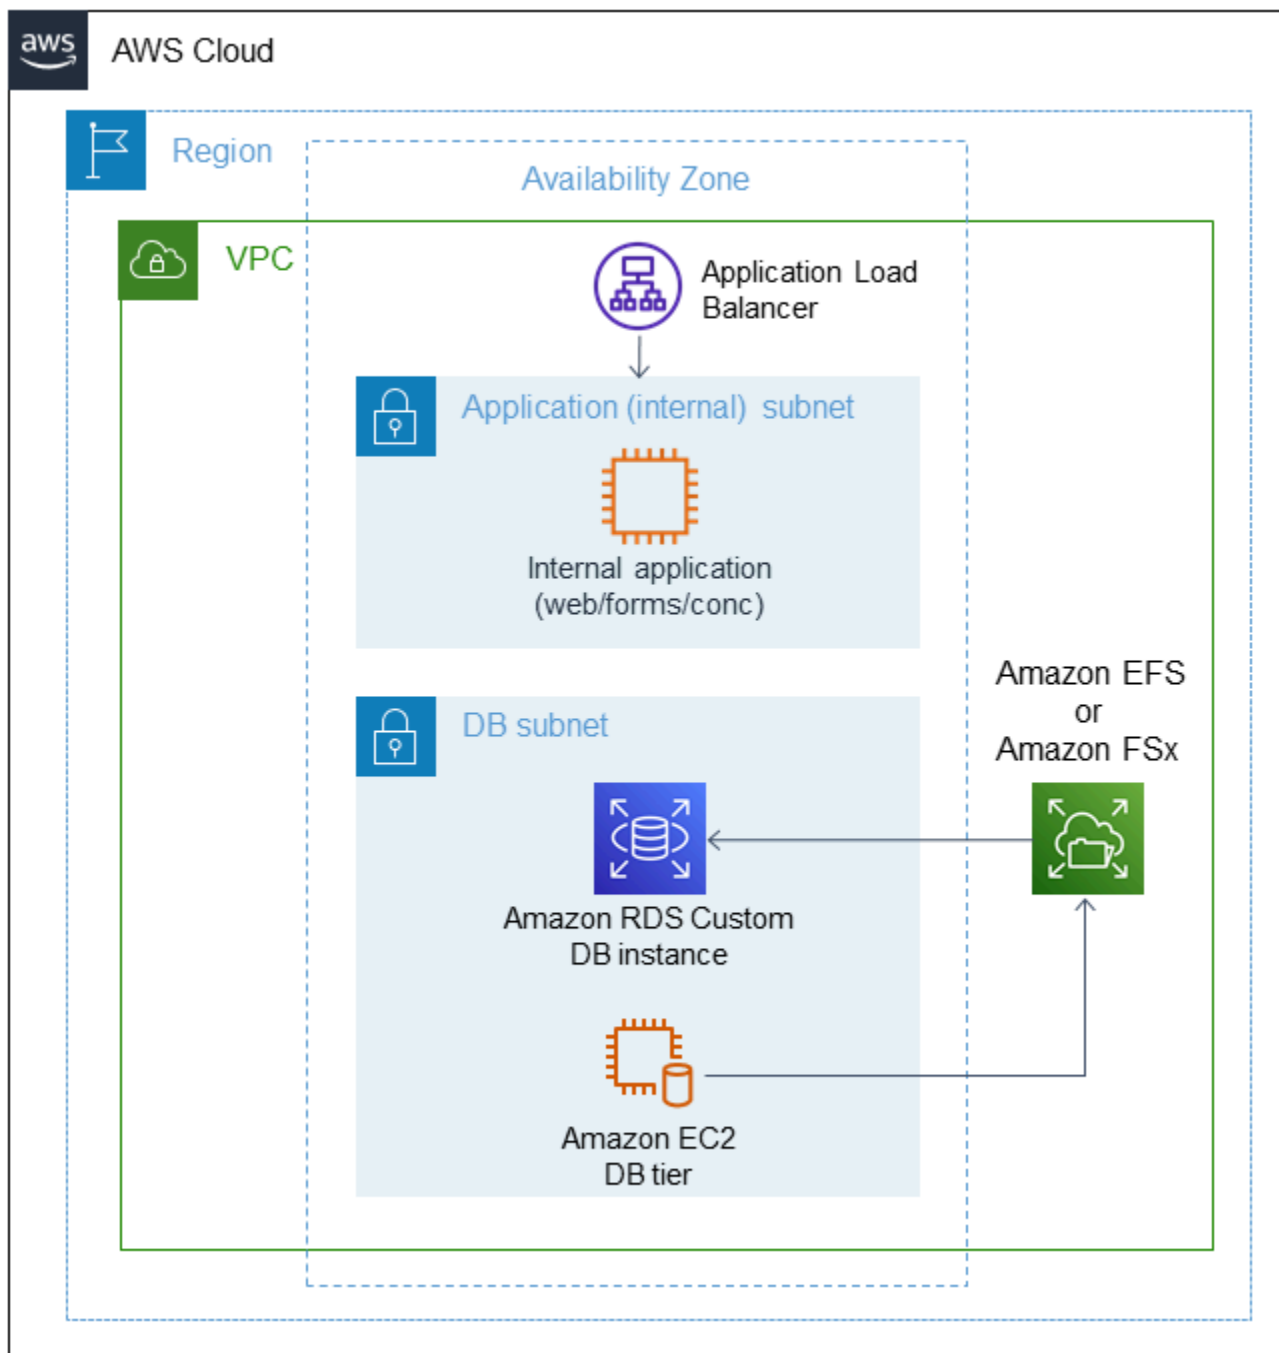 aws
AWS Cloud
Region
Availability Zone
VPC
Application Load
Balancer
Application (internal) subnet
Internal application
(web/forms/conc)
Amazon EFS
or
Amazon FSx
DB subnet
Amazon RDS Custom
DB instance
Amazon EC2
DB tier